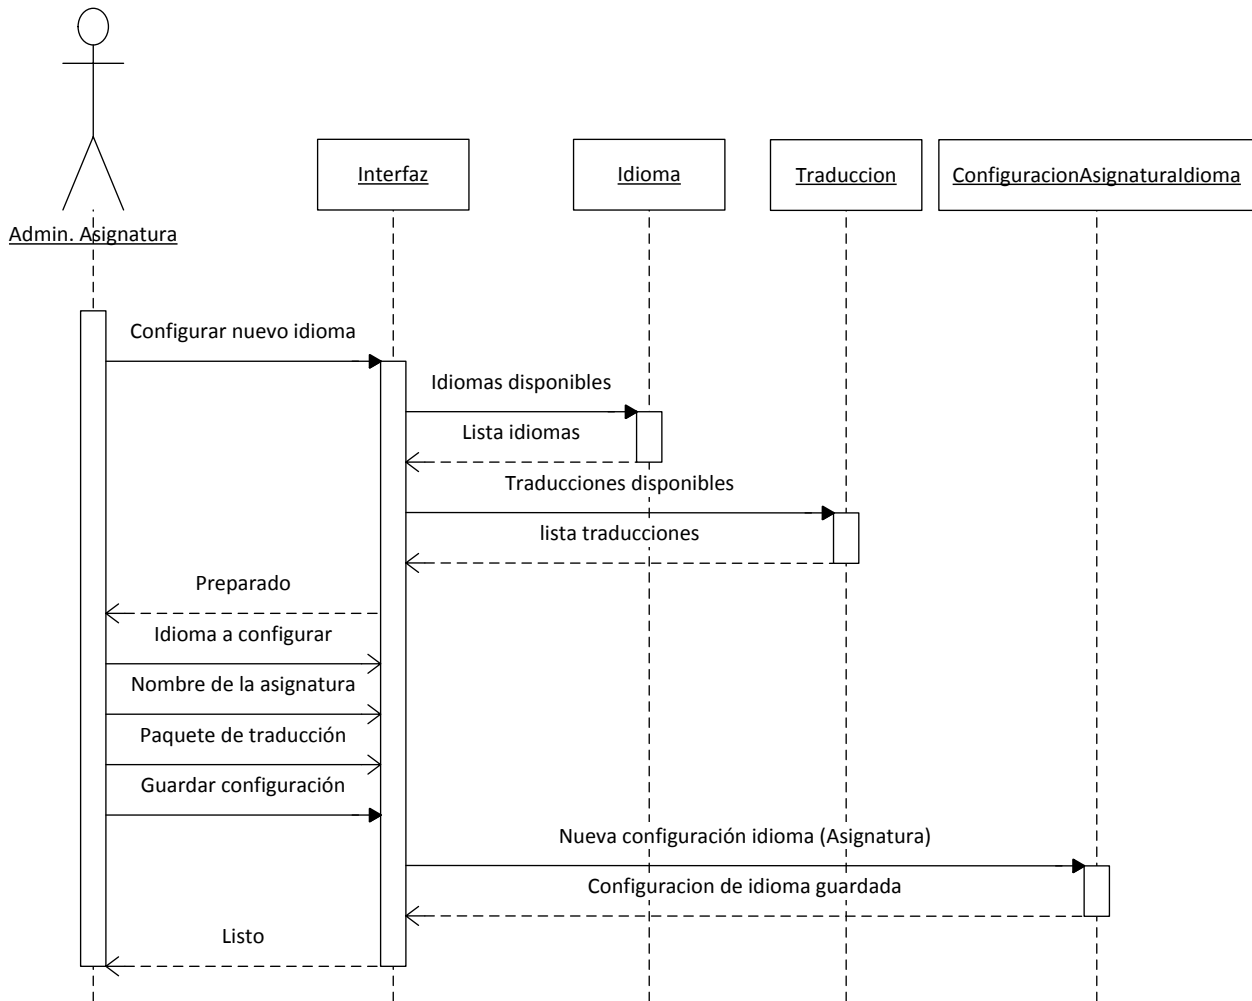 Interfaz
Idioma
Traduccion
ConfiguracionAsignaturaIdioma
Admin. Asignatura
Configurar nuevo idioma
Idiomas disponibles
Lista idiomas
Traducciones disponibles
lista traducciones
Preparado
Idioma a configurar
Nombre de la asignatura
Paquete de traducción
Guardar configuración
Nueva configuración idioma (Asignatura)
Configuracion de idioma guardada
Listo